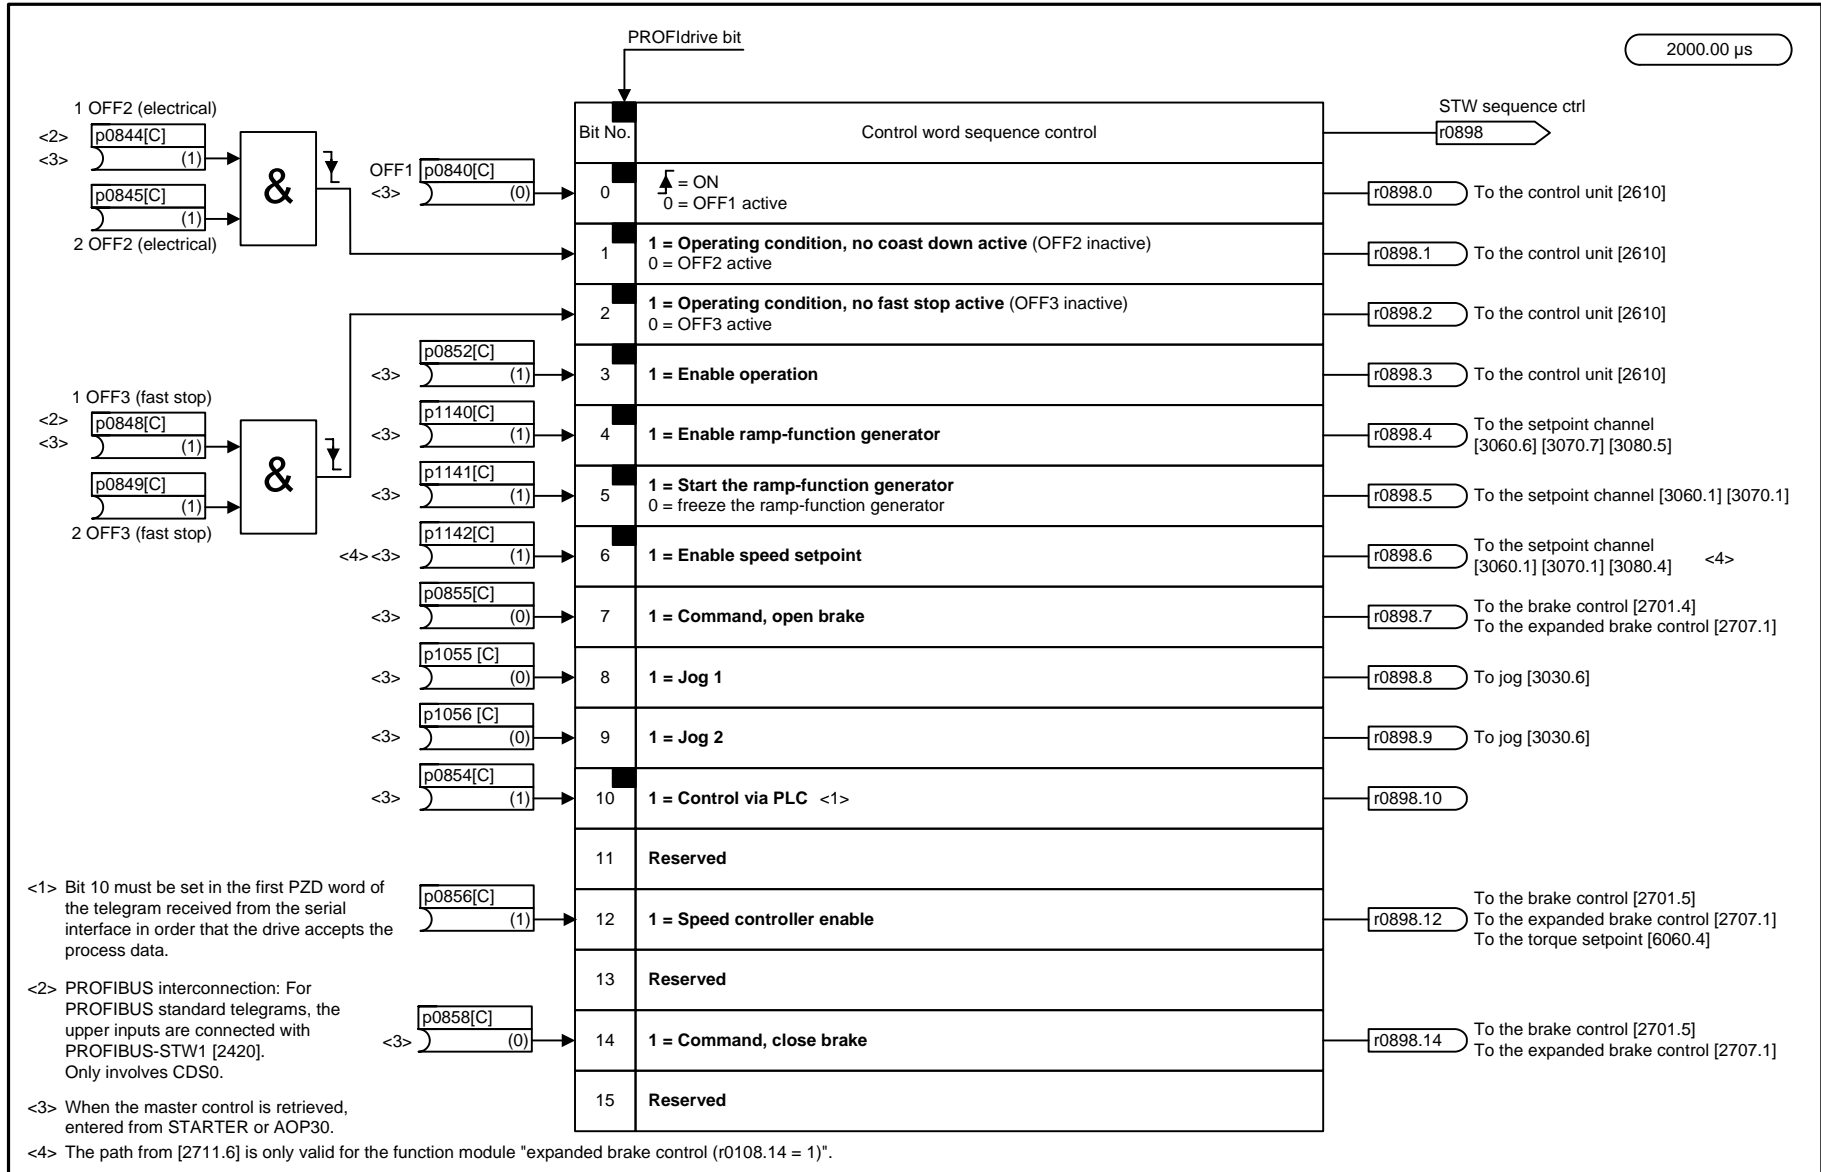 PROFIdrive bit
2000.00 µs
1 OFF2 (electrical)
<2>
<3>
p0844[C]
(1)
p0845[C]
(1)
2 OFF2 (electrical)
&
OFF1
<3>
p0840[C]
(0)
Bit No.
Control word sequence control
STW sequence ctrl
r0898
0
= ON
0 = OFF1 active
r0898.0
To the control unit [2610]
1
1 = Operating condition, no coast down active (OFF2 inactive)
0 = OFF2 active
r0898.1
To the control unit [2610]
2
1 = Operating condition, no fast stop active (OFF3 inactive)
0 = OFF3 active
r0898.2
To the control unit [2610]
<3>
p0852[C]
(1)
3
1 = Enable operation
r0898.3
To the control unit [2610]
1 OFF3 (fast stop)
<2>
<3>
p0848[C]
(1)
p0849[C]
(1)
2 OFF3 (fast stop)
&
<3>
p1140[C]
(1)
4
1 = Enable ramp-function generator
r0898.4
To the setpoint channel
[3060.6] [3070.7] [3080.5]
<3>
p1141[C]
(1)
5
1 = Start the ramp-function generator
0 = freeze the ramp-function generator
r0898.5
To the setpoint channel [3060.1] [3070.1]
<4> <3>
p1142[C]
(1)
6
1 = Enable speed setpoint
r0898.6
To the setpoint channel
[3060.1] [3070.1] [3080.4] <4>
<3>
p0855[C]
(0)
7
1 = Command, open brake
r0898.7
To the brake control [2701.4]
To the expanded brake control [2707.1]
<3>
p1055 [C]
(0)
8
1 = Jog 1
r0898.8
To jog [3030.6]
<3>
p1056 [C]
(0)
9
1 = Jog 2
r0898.9
To jog [3030.6]
<3>
p0854[C]
(1)
10
1 = Control via PLC <1>
r0898.10
11
Reserved
p0856[C]
(1)
12
1 = Speed controller enable
r0898.12
To the brake control [2701.5]
To the expanded brake control [2707.1]
To the torque setpoint [6060.4]
13
Reserved
<3>
p0858[C]
(0)
14
1 = Command, close brake
r0898.14
To the brake control [2701.5]
To the expanded brake control [2707.1]
15
Reserved
<1> Bit 10 must be set in the first PZD word of
the telegram received from the serial
interface in order that the drive accepts the
process data.
<2> PROFIBUS interconnection: For
PROFIBUS standard telegrams, the
upper inputs are connected with
PROFIBUS-STW1 [2420].
Only involves CDS0.
<3> When the master control is retrieved,
entered from STARTER or AOP30.
<4> The path from [2711.6] is only valid for the function module "expanded brake control (r0108.14 = 1)".